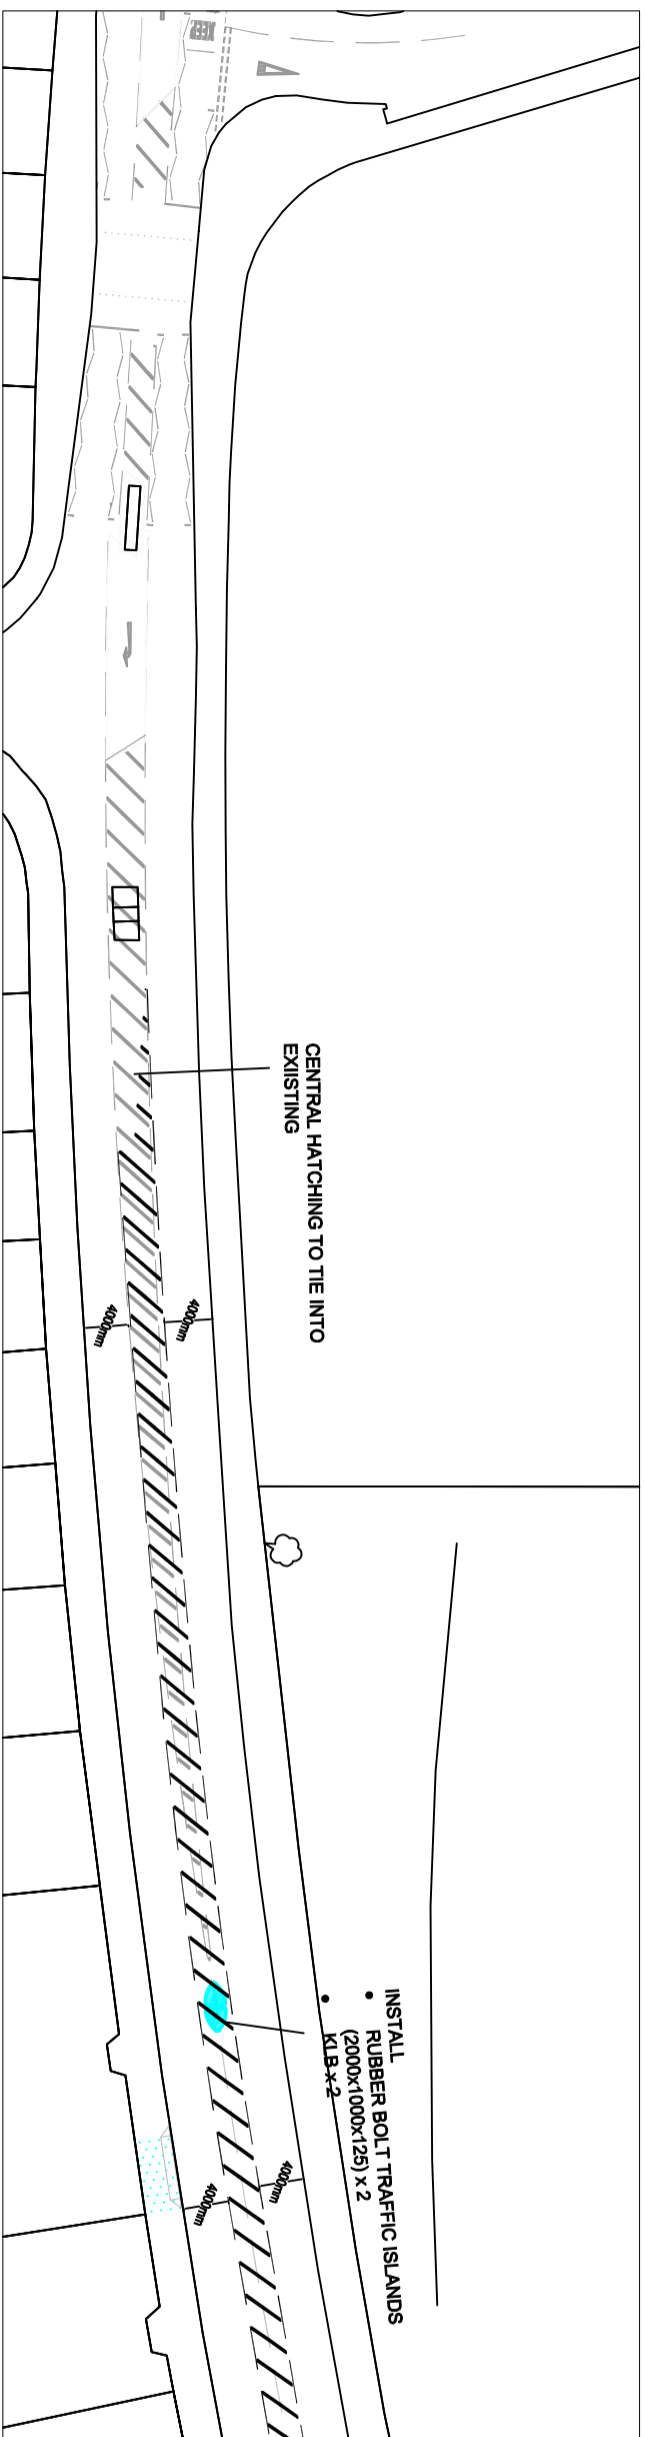 KEEP
CENTRAL HATCHING TO TIE INTO
EXIISTING
4000mm
4000mm
INSTALL
• RUBBER BOLT TRAFFIC ISLANDS
(2000x1000x125) x 2
• KLB x 2
4000mm
4000mm